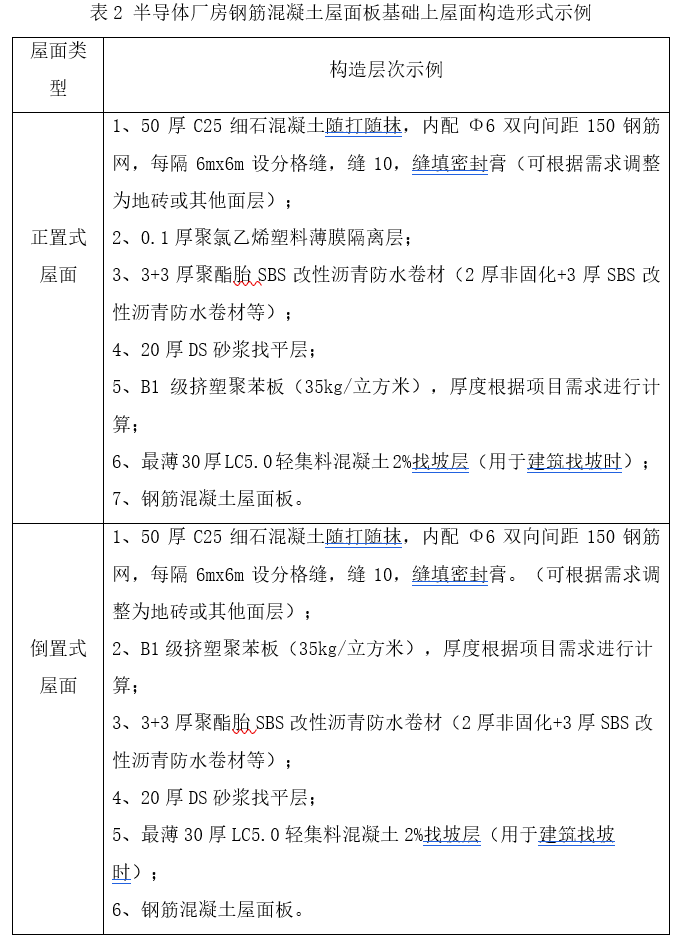 表 2 半导体厂房钢筋混凝土屋面板基础上屋面构造形式示例
屋面类
型
构造层次示例
正置式
屋面
1、50 厚 C25 细石混凝土随打随抹，内配 Φ6 双向间距 150 钢筋
网，每隔 6mx6m 设分格缝，缝 10，缝填密封膏（可根据需求调整
为地砖或其他面层）；
2、0.1 厚聚氯乙烯塑料薄膜隔离层；
3、3+3 厚聚酯胎 SBS 改性沥青防水卷材（2 厚非固化+3 厚 SBS 改
性沥青防水卷材等）；
4、20 厚 DS 砂浆找平层；
5、B1 级挤塑聚苯板（35kg/立方米），厚度根据项目需求进行计
算；
6、最薄 30 厚 LC5.0 轻集料混凝土 2%找坡层（用于建筑找坡时）；
7、钢筋混凝土屋面板。
倒置式
屋面
1、50 厚 C25 细石混凝土随打随抹，内配 Φ6 双向间距 150 钢筋
网，每隔 6mx6m 设分格缝，缝 10，缝填密封膏。（可根据需求调
整为地砖或其他面层）；
2、B1 级挤塑聚苯板（35kg/立方米），厚度根据项目需求进行计
算；
3、3+3 厚聚酯胎 SBS 改性沥青防水卷材（2 厚非固化+3 厚 SBS 改
性沥青防水卷材等）；
4、20 厚 DS 砂浆找平层；
5、最薄 30 厚 LC5.0 轻集料混凝土 2%找坡层（用于建筑找坡
时）；
6、钢筋混凝土屋面板。